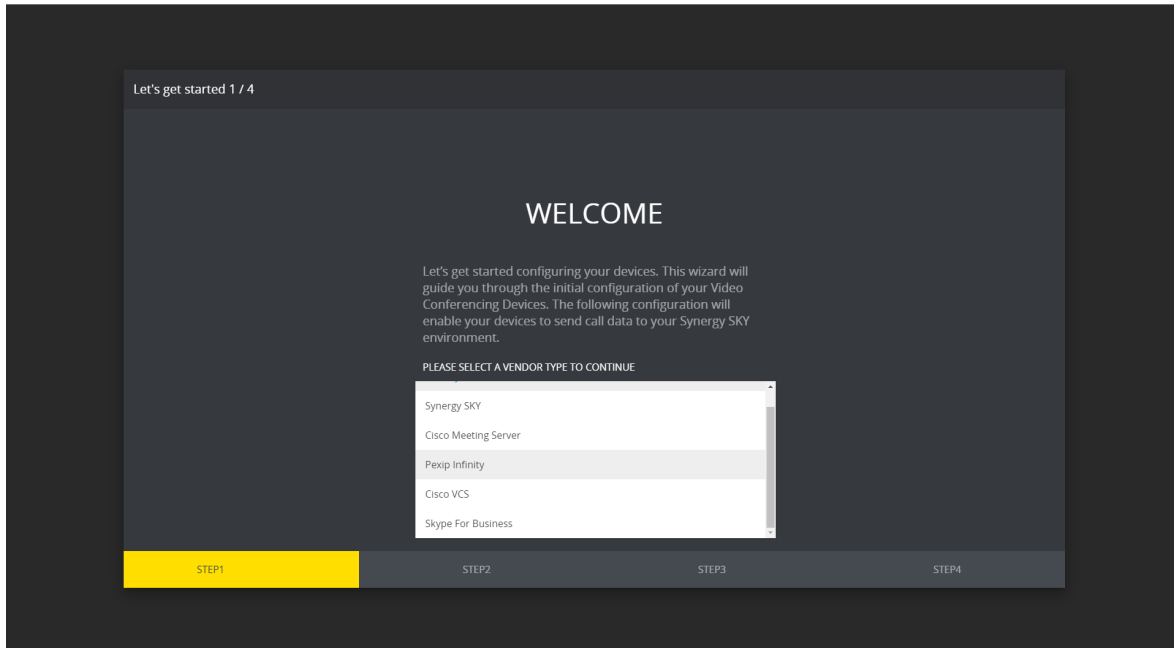 Let's get started 1 / 4
WELCOME
Let's get started configuring your devices. This wizard will
guide you through the initial configuration of your Video
Conferencing Devices. The following configuration will
enable your devices to send call data to your Synergy SKY
environment.
PLEASE SELECT A VENDOR TYPE TO CONTINUE
Synergy SKY
Cisco Meeting Server
Pexip Infinity
Cisco VCS
Skype For Business
STEP1 STEP2 STEP3 STEP4